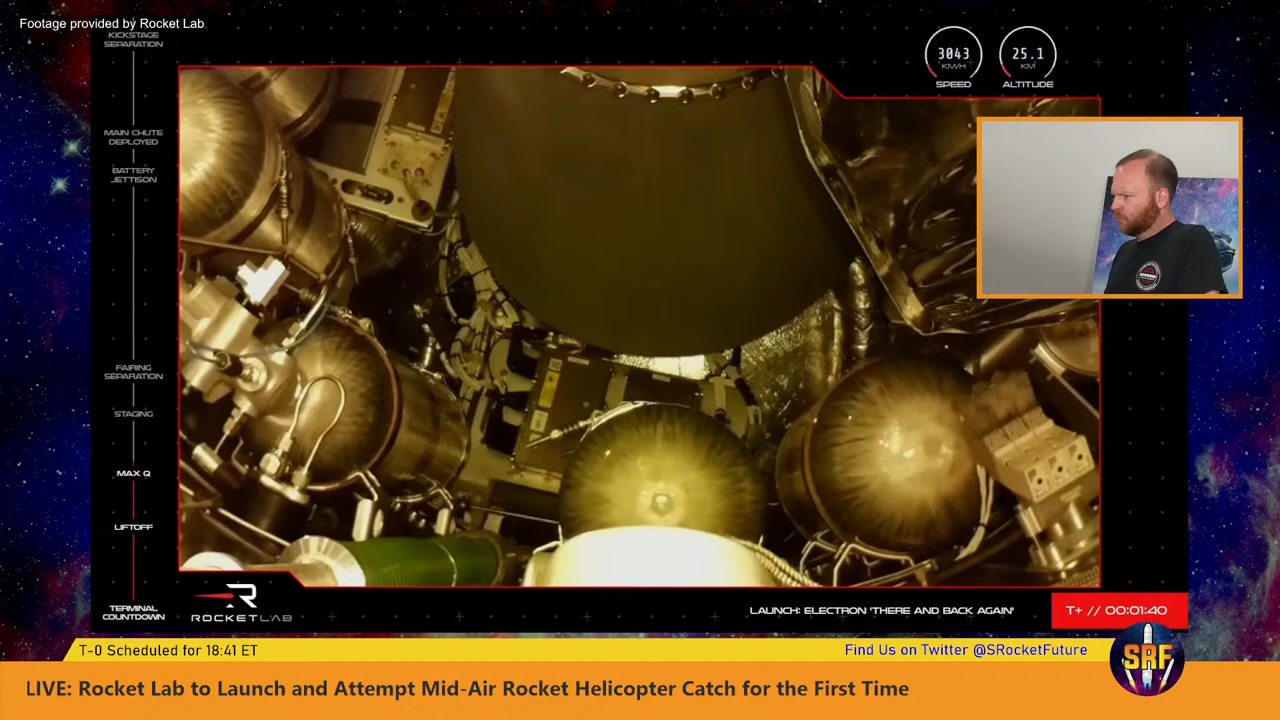 Footage provided by Rocket Lab
KICKSTAGE
SEPARATION
MAIN CHUTE
DEPLOYED
BATTERY
JETTISON
FAIRING
SEPARATION
STAGING
MAX Q
LIFTOFF
TERMINAL
COUNTDOWN
3043
KM/H
SPEED
25.1
KM
ALTITUDE
ROCKETLAB
LAUNCH: ELECTRON 'THERE AND BACK AGAIN'
T+ // 00:01:40
T-0 Scheduled for 18:41 ET
Find Us on Twitter @SRocketFuture
SRF
LIVE: Rocket Lab to Launch and Attempt Mid-Air Rocket Helicopter Catch for the First Time